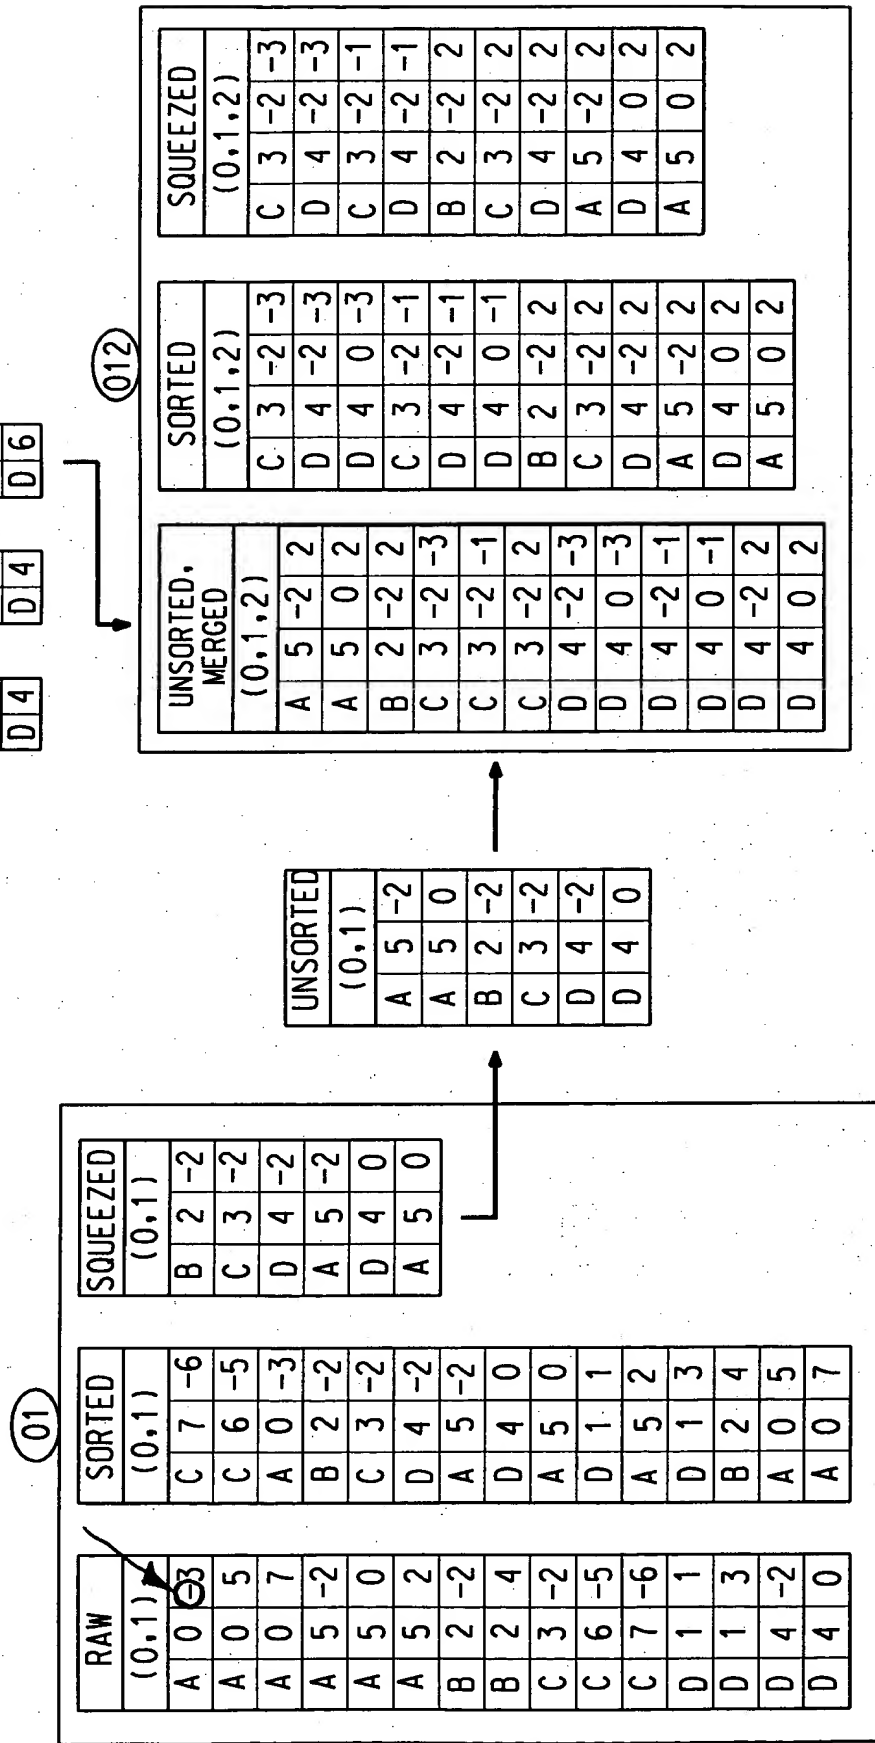 D 4
D 4
D 6
01
RAW
(0,1)
A 0 -3
A 0 5
A 0 7
A 5 -2
A 5 0
A 5 2
B 2 -2
B 2 4
C 3 -2
C 6 -5
C 7 -6
D 1 1
D 1 3
D 4 -2
D 4 0
SORTED
(0,1)
C 7 -6
C 6 -5
A 0 -3
B 2 -2
C 3 -2
D 4 -2
A 5 -2
D 4 0
A 5 0
D 1 1
A 5 2
D 1 3
B 2 4
A 0 5
A 0 7
SQUEEZED
(0,1)
B 2 -2
C 3 -2
D 4 -2
A 5 -2
D 4 0
A 5 0
UNSORTED
(0,1)
A 5 -2
A 5 0
B 2 -2
C 3 -2
D 4 -2
D 4 0
012
UNSORTED,
MERGED
(0,1,2)
A 5 -2 2
A 5 0 2
B 2 -2 2
C 3 -2 -3
C 3 -2 -1
C 3 -2 2
D 4 -2 -3
D 4 0 -3
D 4 -2 -1
D 4 0 -1
D 4 -2 2
D 4 0 2
SORTED
(0,1,2)
C 3 -2 -3
D 4 -2 -3
D 4 0 -3
C 3 -2 -1
D 4 -2 -1
D 4 0 -1
B 2 -2 2
C 3 -2 2
D 4 -2 2
A 5 -2 2
D 4 0 2
A 5 0 2
SQUEEZED
(0,1,2)
C 3 -2 -3
D 4 -2 -3
C 3 -2 -1
D 4 -2 -1
B 2 -2 2
C 3 -2 2
D 4 -2 2
A 5 -2 2
D 4 0 2
A 5 0 2